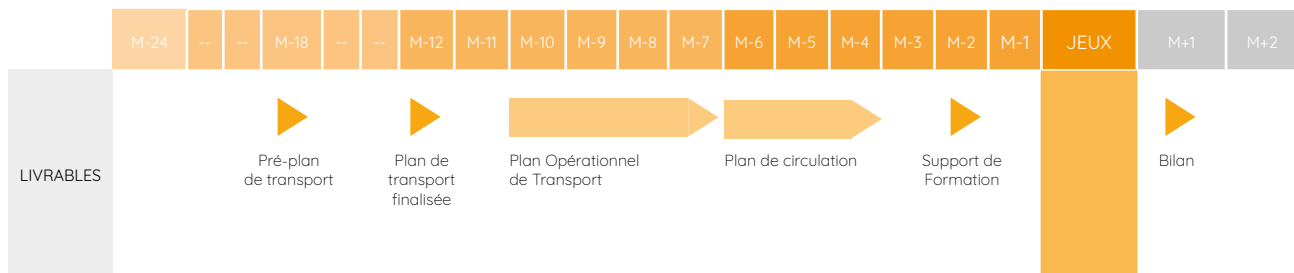 M-24 -- -- M-18 -- -- M-12 M-11 M-10 M-9 M-8 M-7 M-6 M-5 M-4 M-3 M-2 M-1 JEUX M+1 M+2
LIVRABLES
Pré-plan
de transport
Plan de
transport
finalisée
Plan Opérationnel
de Transport
Plan de circulation
Support de
Formation
Bilan